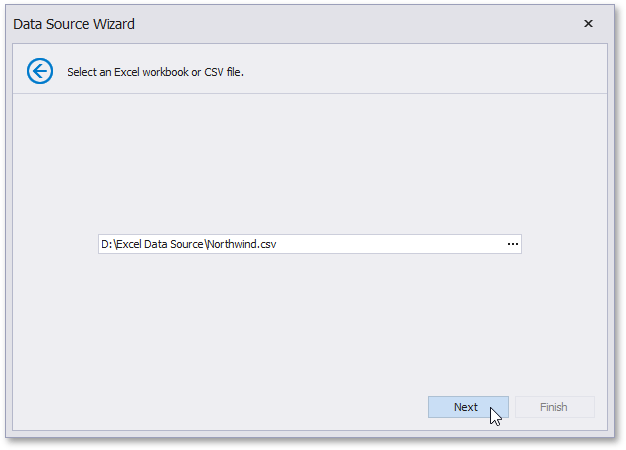 Data Source Wizard
Select an Excel workbook or CSV file.
D:\Excel Data Source\Northwind.csv ...
Next Finish